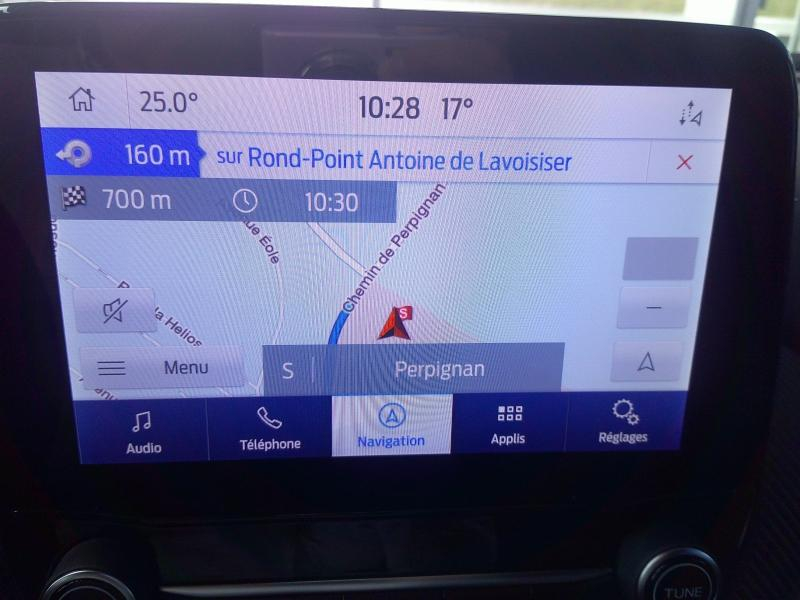 25.0° 10:28 17°
160 m sur Rond-Point Antoine de Lavoisiser
700 m 10:30
ue Éole
Chemin de Perpignan
la Helios
S
Menu S Perpignan
Audio Téléphone Navigation Applis Réglages
TUNE